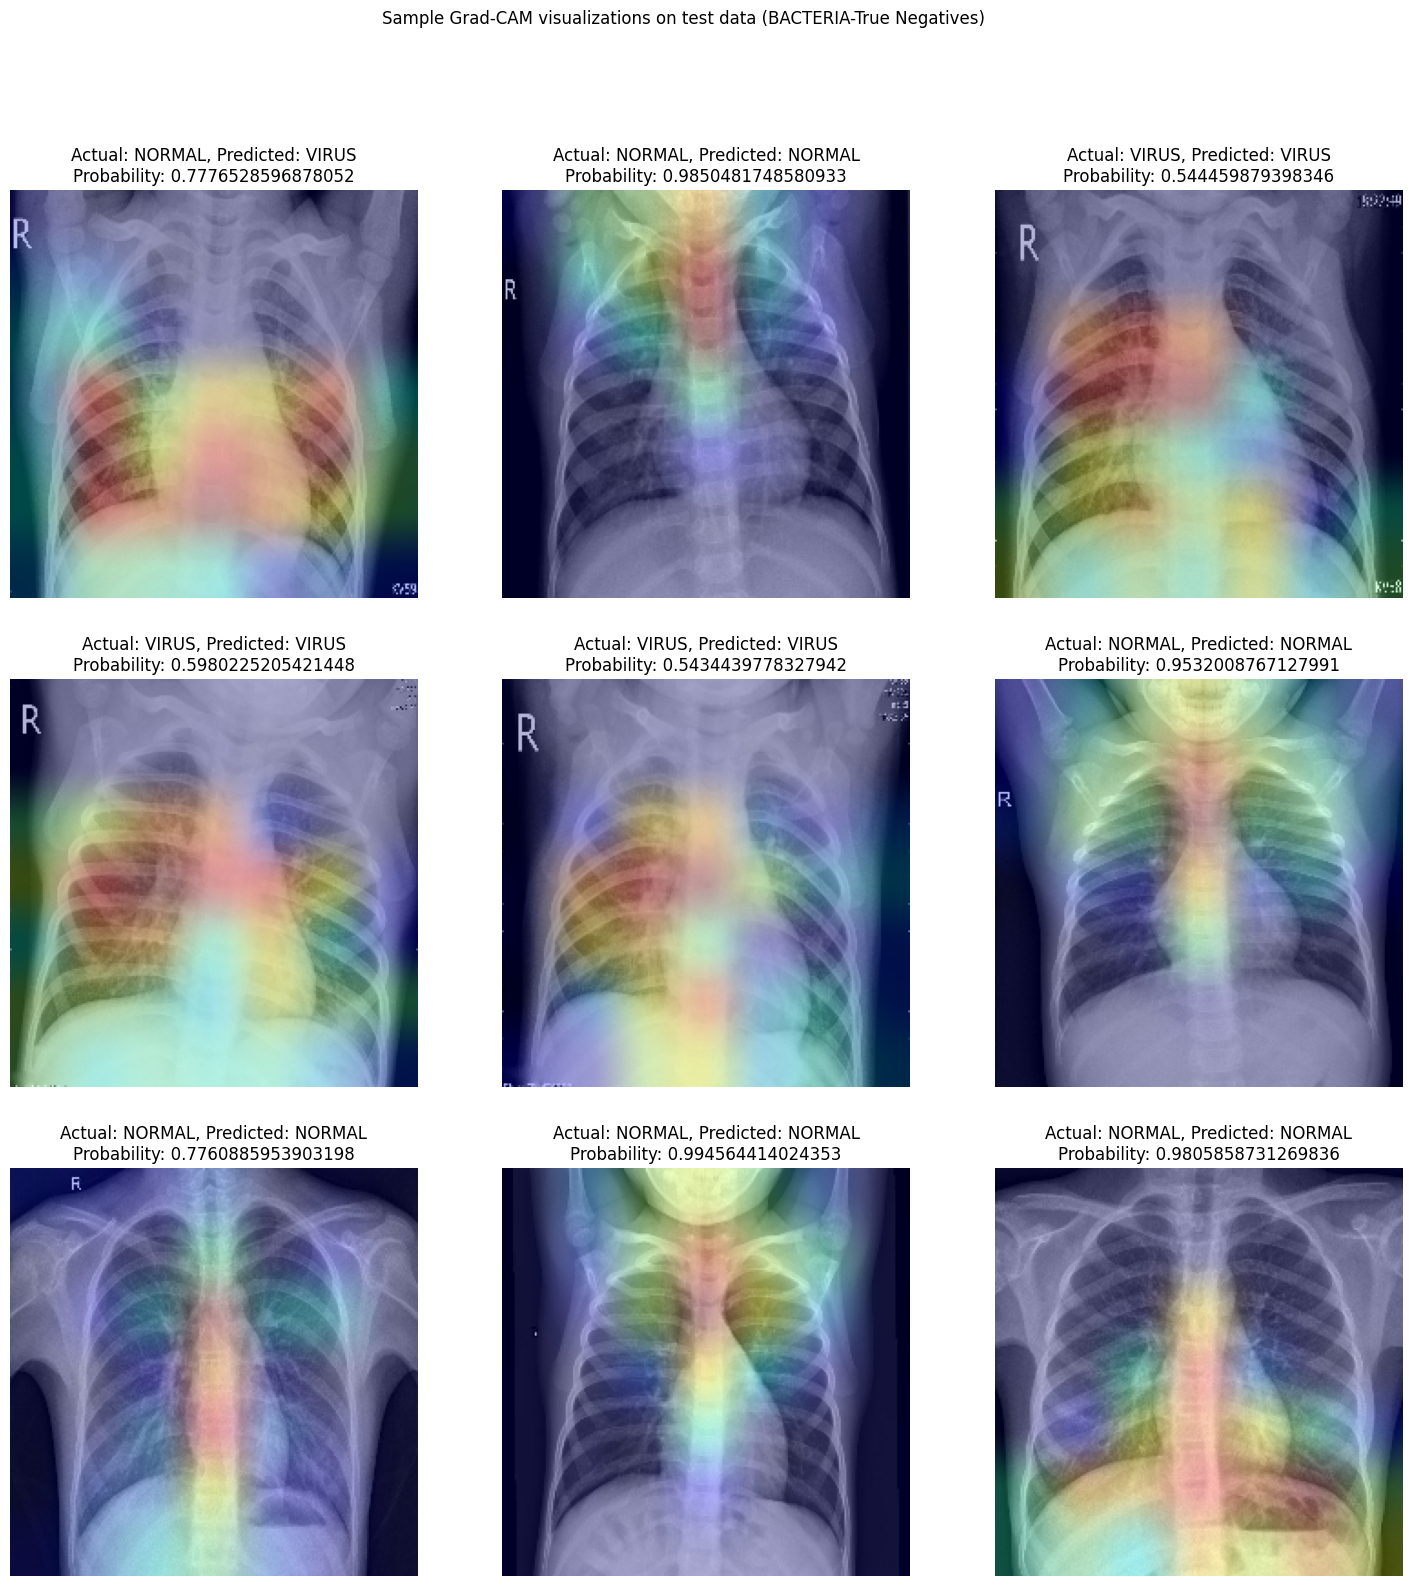 Sample Grad-CAM visualizations on test data (BACTERIA-True Negatives)
Actual: NORMAL, Predicted: VIRUS
Probability: 0.7776528596878052
Actual: NORMAL, Predicted: NORMAL
Probability: 0.9850481748580933
Actual: VIRUS, Predicted: VIRUS
Probability: 0.544459879398346
R
R
R
Actual: VIRUS, Predicted: VIRUS
Probability: 0.5980225205421448
Actual: VIRUS, Predicted: VIRUS
Probability: 0.5434439778327942
Actual: NORMAL, Predicted: NORMAL
Probability: 0.9532008767127991
R
R
R
Actual: NORMAL, Predicted: NORMAL
Probability: 0.7760885953903198
Actual: NORMAL, Predicted: NORMAL
Probability: 0.994564414024353
Actual: NORMAL, Predicted: NORMAL
Probability: 0.9805858731269836
R